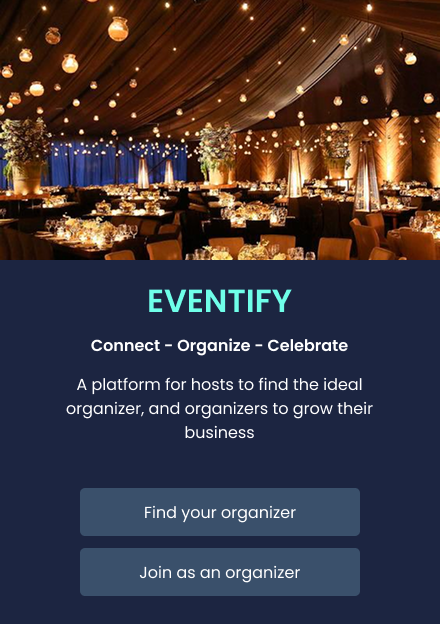 EVENTIFY
Connect - Organize - Celebrate
A platform for hosts to find the ideal
organizer, and organizers to grow their
business
Find your organizer
Join as an organizer